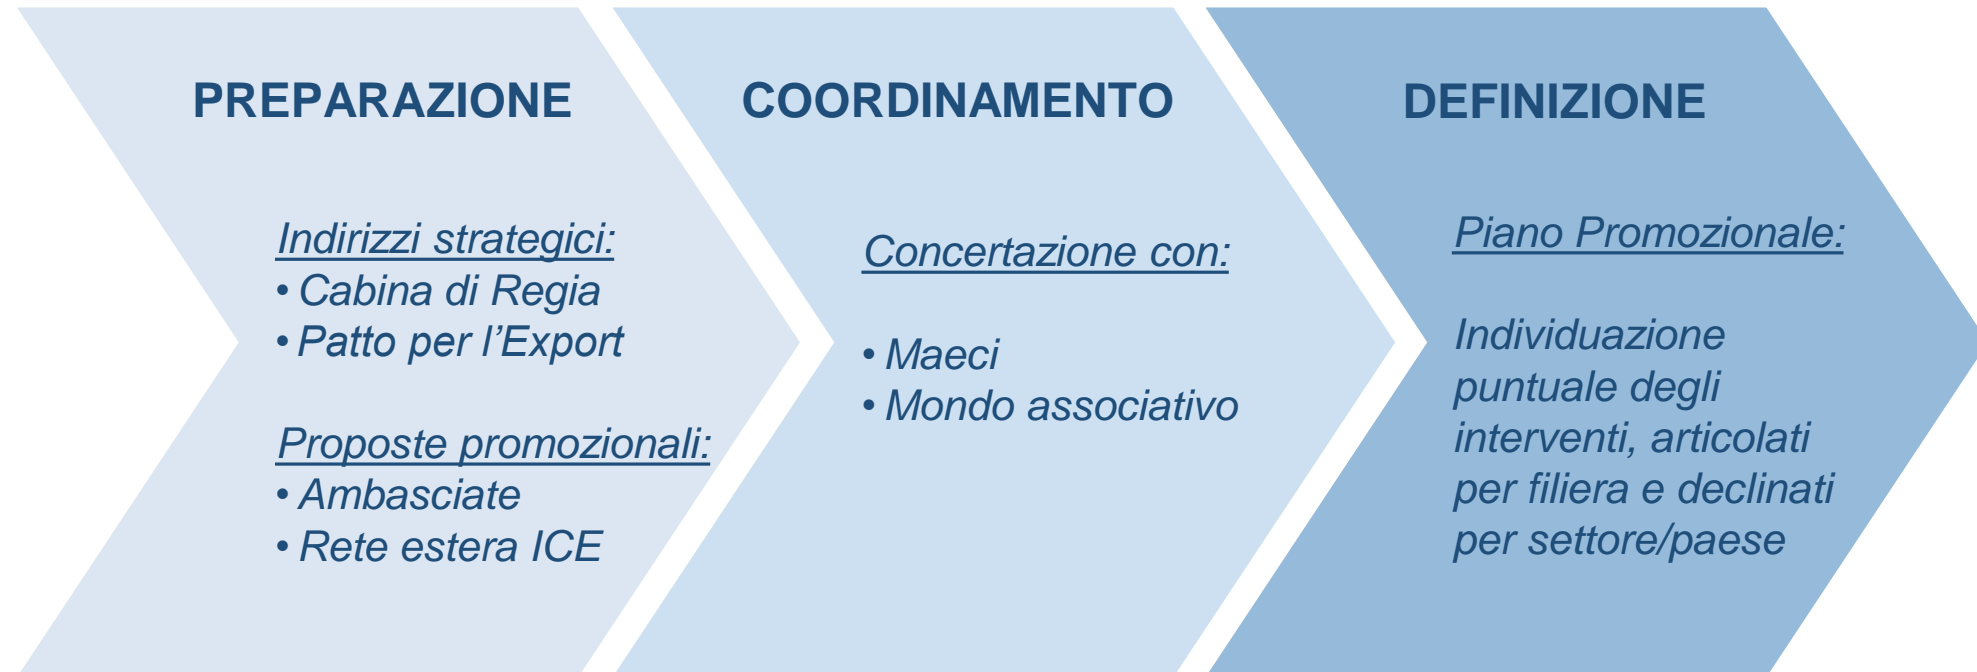 PREPARAZIONE
Indirizzi strategici:
• Cabina di Regia
• Patto per l’Export
Proposte promozionali:
• Ambasciate
• Rete estera ICE
COORDINAMENTO
Concertazione con:
• Maeci
• Mondo associativo
DEFINIZIONE
Piano Promozionale:
Individuazione
puntuale degli
interventi, articolati
per filiera e declinati
per settore/paese